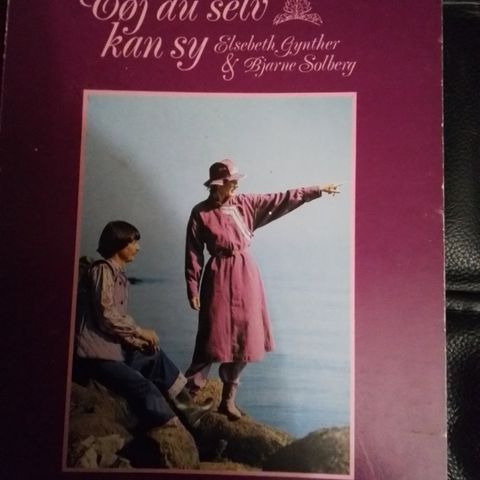 Tøj du selv
kan sy Elsebeth Gynther
& Bjarne Solberg